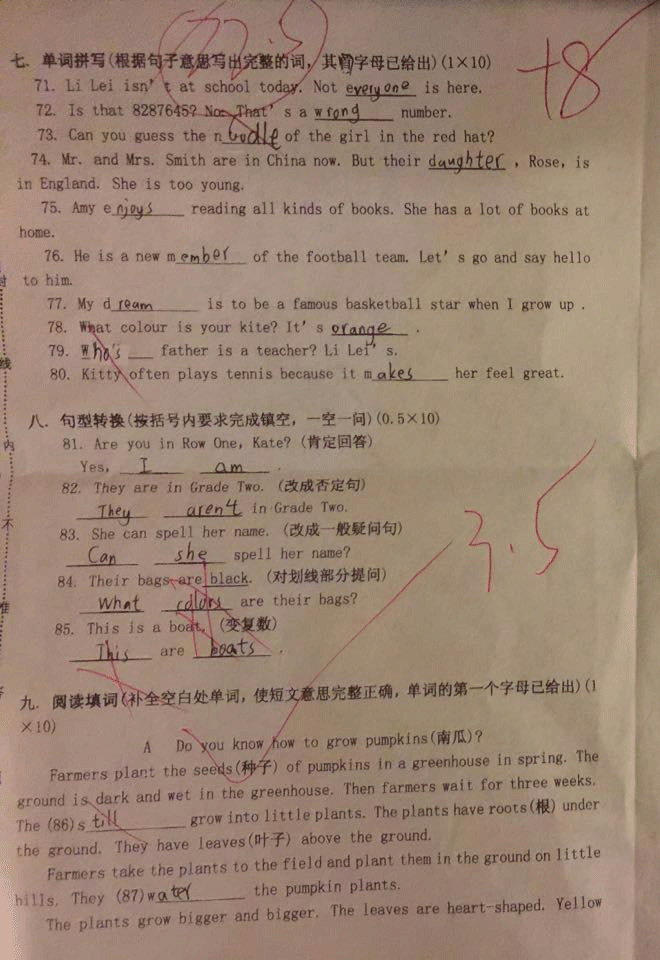 七. 单词拼写(根据句子意思写出完整的词,其首字母已给出)(1×10)
71. Li Lei isn't at school today. Not everyone is here.
72. Is that 8287645? No. That's a wrong number.
73. Can you guess the n of the girl in the red hat?
74. Mr. and Mrs. Smith are in China now. But their daughter , Rose, is
in England. She is too young.
75. Amy enjoys reading all kinds of books. She has a lot of books at
home.
76. He is a new member of the football team. Let's go and say hello
to him.
77. My dream is to be a famous basketball star when I grow up .
78. What colour is your kite? It's orange .
79. Who's father is a teacher? Li Lei's.
80. Kitty often plays tennis because it makes her feel great.
+8
八. 句型转换(按括号内要求完成镇空,一空一问)(0.5×10)
81. Are you in Row One, Kate? (肯定回答)
Yes, I am .
82. They are in Grade Two. (改成否定句)
They aren't in Grade Two.
83. She can spell her name. (改成一般疑问句)
Can she spell her name?
84. Their bags are black. (对划线部分提问)
What colors are their bags?
85. This is a boat. (变复数)
This are boats .
3.5
九. 阅读填词(补全空白处单词,使短文意思完整正确,单词的第一个字母已给出)(1
×10)
A Do you know how to grow pumpkins(南瓜)?
Farmers plant the seeds(种子) of pumpkins in a greenhouse in spring. The
ground is dark and wet in the greenhouse. Then farmers wait for three weeks.
The (86)still grow into little plants. The plants have roots(根) under
the ground. They have leaves(叶子) above the ground.
Farmers take the plants to the field and plant them in the ground on little
hills. They (87)water the pumpkin plants.
The plants grow bigger and bigger. The leaves are heart-shaped. Yellow
线
内
不
准